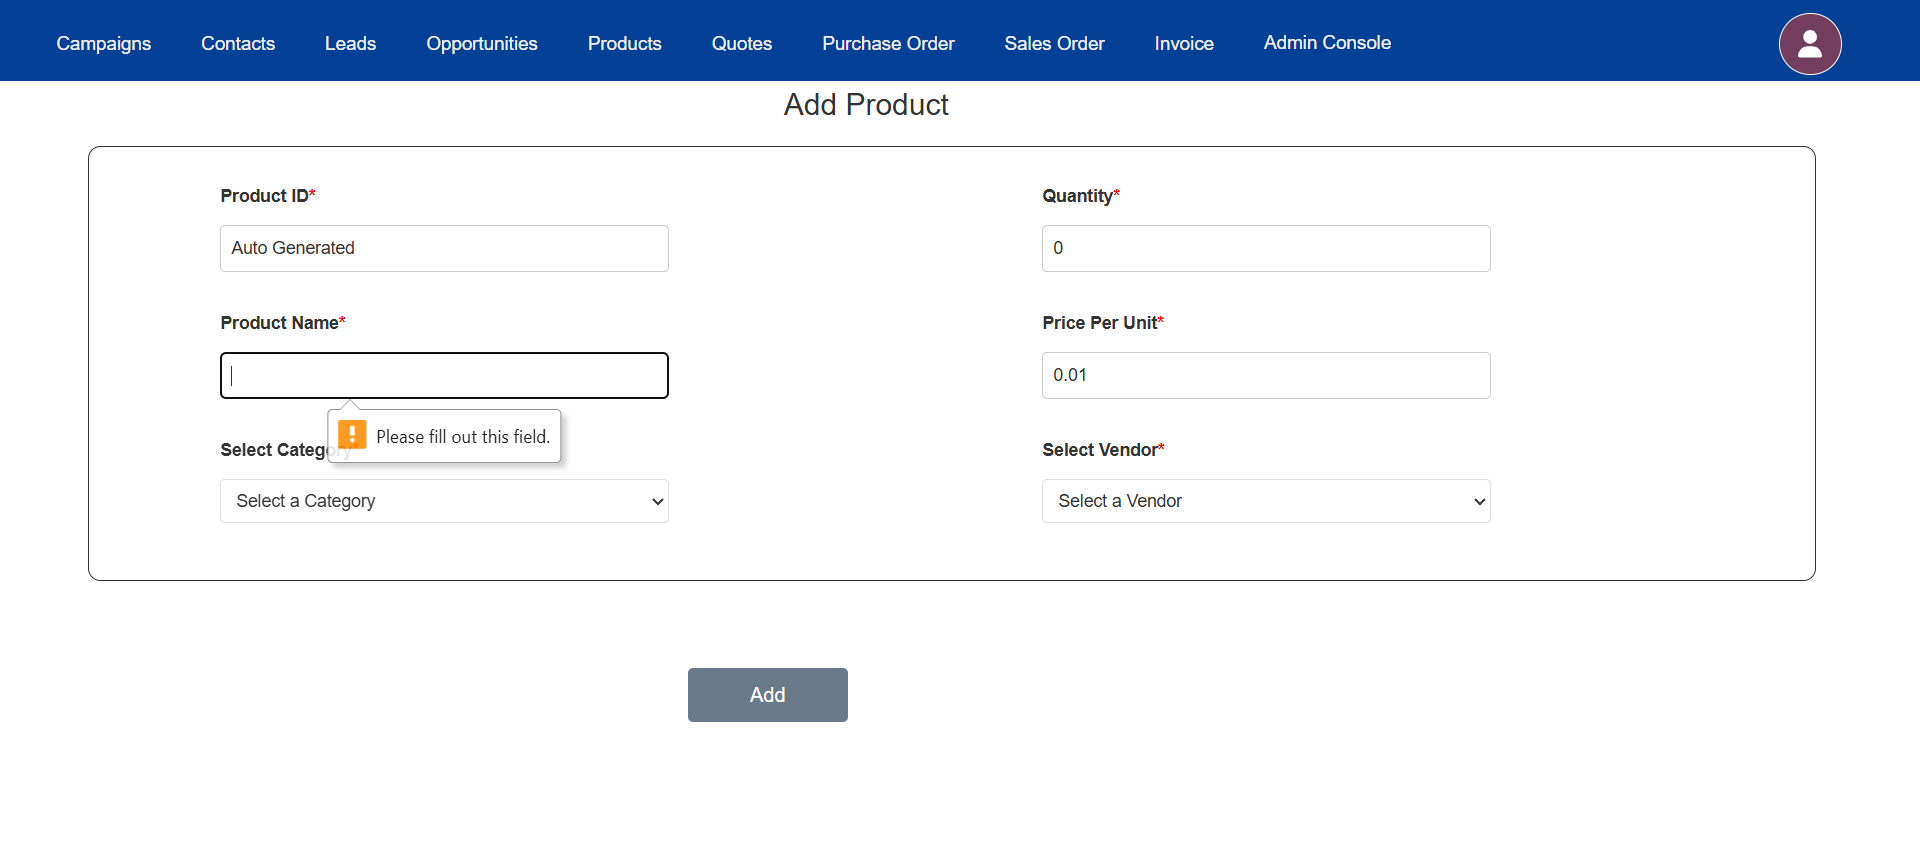 Campaigns Contacts Leads Opportunities Products Quotes Purchase Order Sales Order Invoice Admin Console
Add Product
Product ID* Quantity*
Auto Generated 0
Product Name* Price Per Unit*
0.01
Please fill out this field.
Select Category* Select Vendor*
Select a Category Select a Vendor
Add